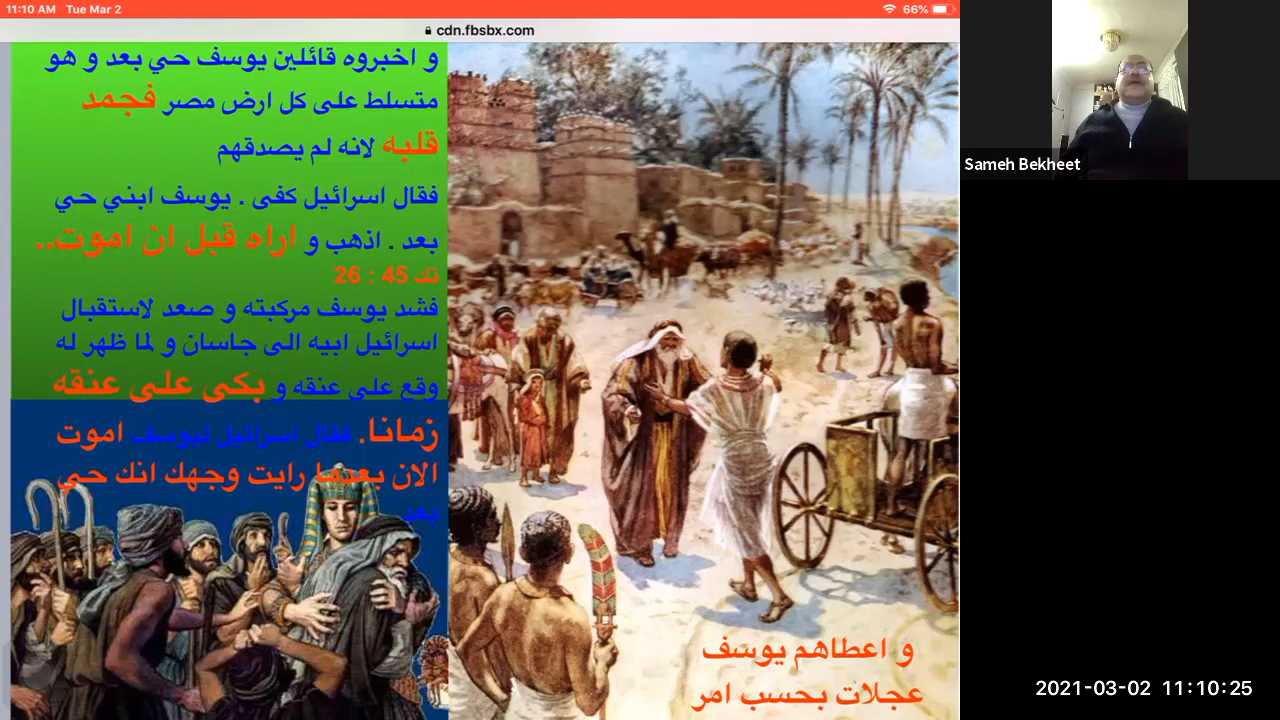 11:10 AM Tue Mar 2
66%
cdn.fbsbx.com
و اخبروه قائلين يوسف حي بعد و هو
متسلط على كل ارض مصر فجمد
قلبه لانه لم يصدقهم
فقال اسرائيل كفى . يوسف ابني حي
بعد . اذهب و اراه قبل ان اموت..
تك 45 : 26
فشد يوسف مركبته و صعد لاستقبال
اسرائيل ابيه الى جاسان و لما ظهر له
وقع على عنقه و بكى على عنقه
زمانا. فقال اسرائيل ليوسف اموت
الان بعدما رايت وجهك انك حي
بعد
و اعطاهم يوسف
عجلات بحسب امر
Sameh Bekheet
2021-03-02 11:10:25